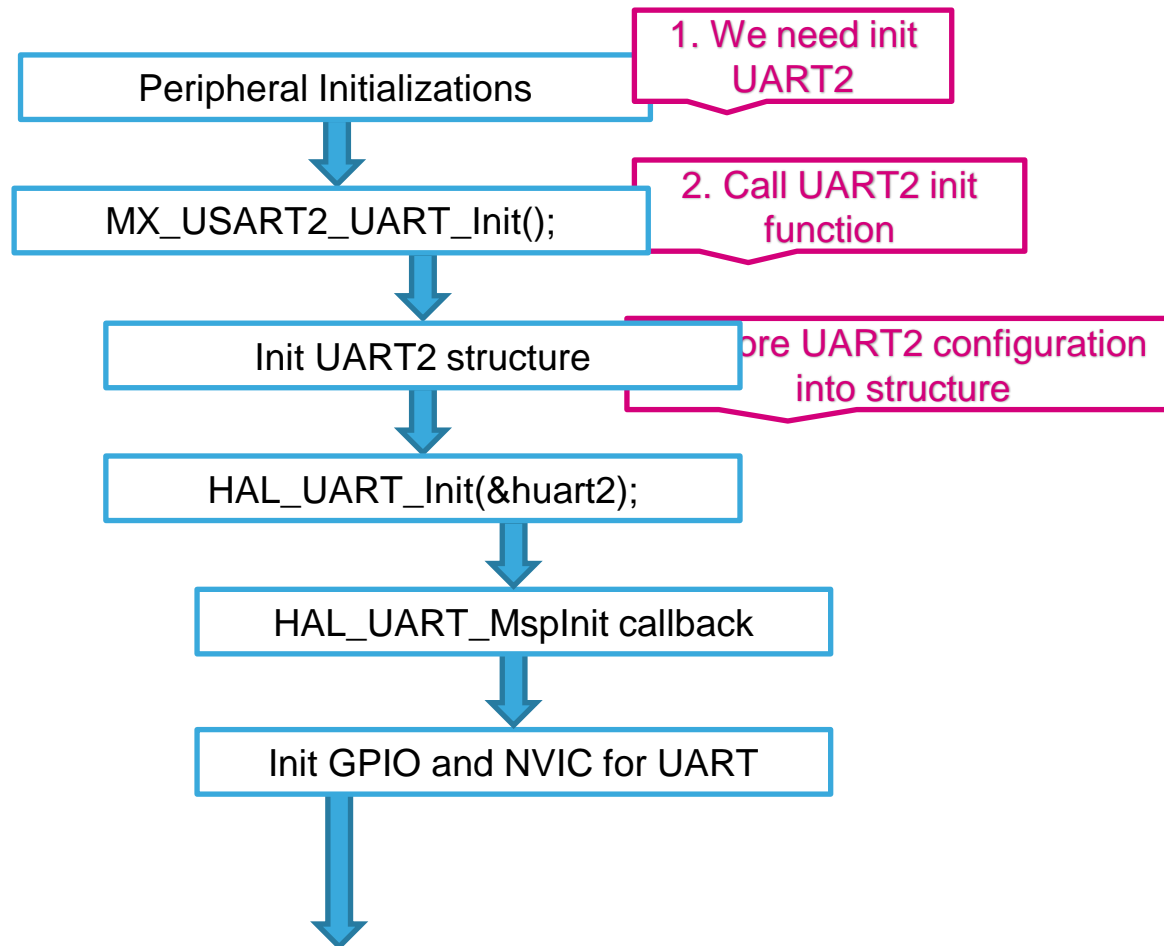 1. We need init
UART2
Peripheral Initializations
2. Call UART2 init
function
MX_USART2_UART_Init();
Init UART2 structure
UART2 configuration
into structure
HAL_UART_Init(&huart2);
HAL_UART_MspInit callback
Init GPIO and NVIC for UART